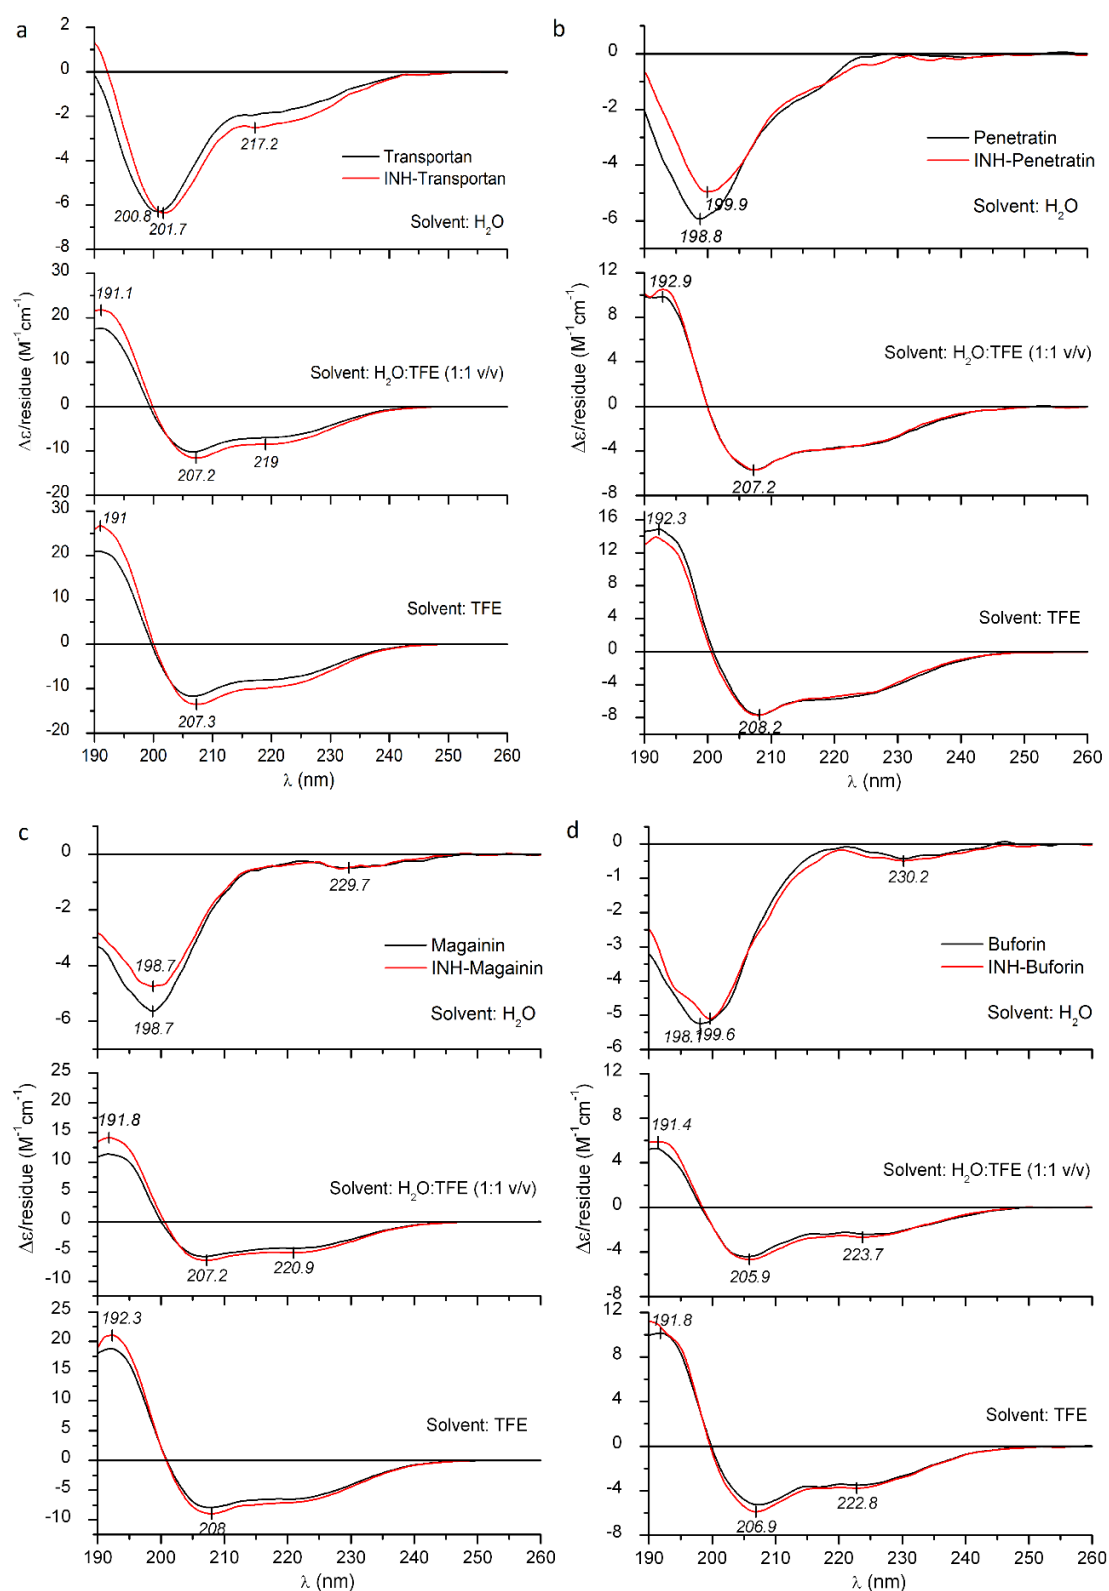 a
2
0
-2
-4
-6
-8
217.2
200.8
201.7
Transportan
INH-Transportan
Solvent: H₂O
30
20
10
0
-10
-20
191.1
Solvent: H₂O:TFE (1:1 v/v)
207.2
219
Δε/residue (M⁻¹cm⁻¹)
30
20
10
0
-10
-20
191
Solvent: TFE
207.3
190 200 210 220 230 240 250 260
λ (nm)
b
0
-2
-4
-6
Penetratin
INH-Penetratin
199.9
198.8
Solvent: H₂O
12
8
4
0
-4
-8
192.9
Solvent: H₂O:TFE (1:1 v/v)
207.2
Δε/residue (M⁻¹cm⁻¹)
16
12
8
4
0
-4
-8
192.3
Solvent: TFE
208.2
190 200 210 220 230 240 250 260
λ (nm)
c
0
-2
-4
-6
229.7
Magainin
INH-Magainin
198.7
198.7
Solvent: H₂O
25
20
15
10
5
0
-5
-10
191.8
Solvent: H₂O:TFE (1:1 v/v)
207.2
220.9
Δε/residue (M⁻¹cm⁻¹)
25
20
15
10
5
0
-5
-10
192.3
Solvent: TFE
208
190 200 210 220 230 240 250 260
λ (nm)
d
0
-1
-2
-3
-4
-5
-6
230.2
Buforin
INH-Buforin
198.1
199.6
Solvent: H₂O
12
8
4
0
-4
-8
191.4
Solvent: H₂O:TFE (1:1 v/v)
205.9
223.7
Δε/residue (M⁻¹cm⁻¹)
12
8
4
0
-4
-8
191.8
Solvent: TFE
206.9
222.8
190 200 210 220 230 240 250 260
λ (nm)